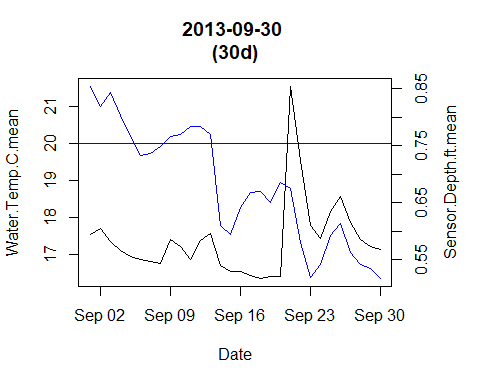 2013-09-30
(30d)
Water.Temp.C.mean
21
20
19
18
17
0.85
0.75
0.65
0.55
Sensor.Depth.ft.mean
Sep 02 Sep 09 Sep 16 Sep 23 Sep 30
Date